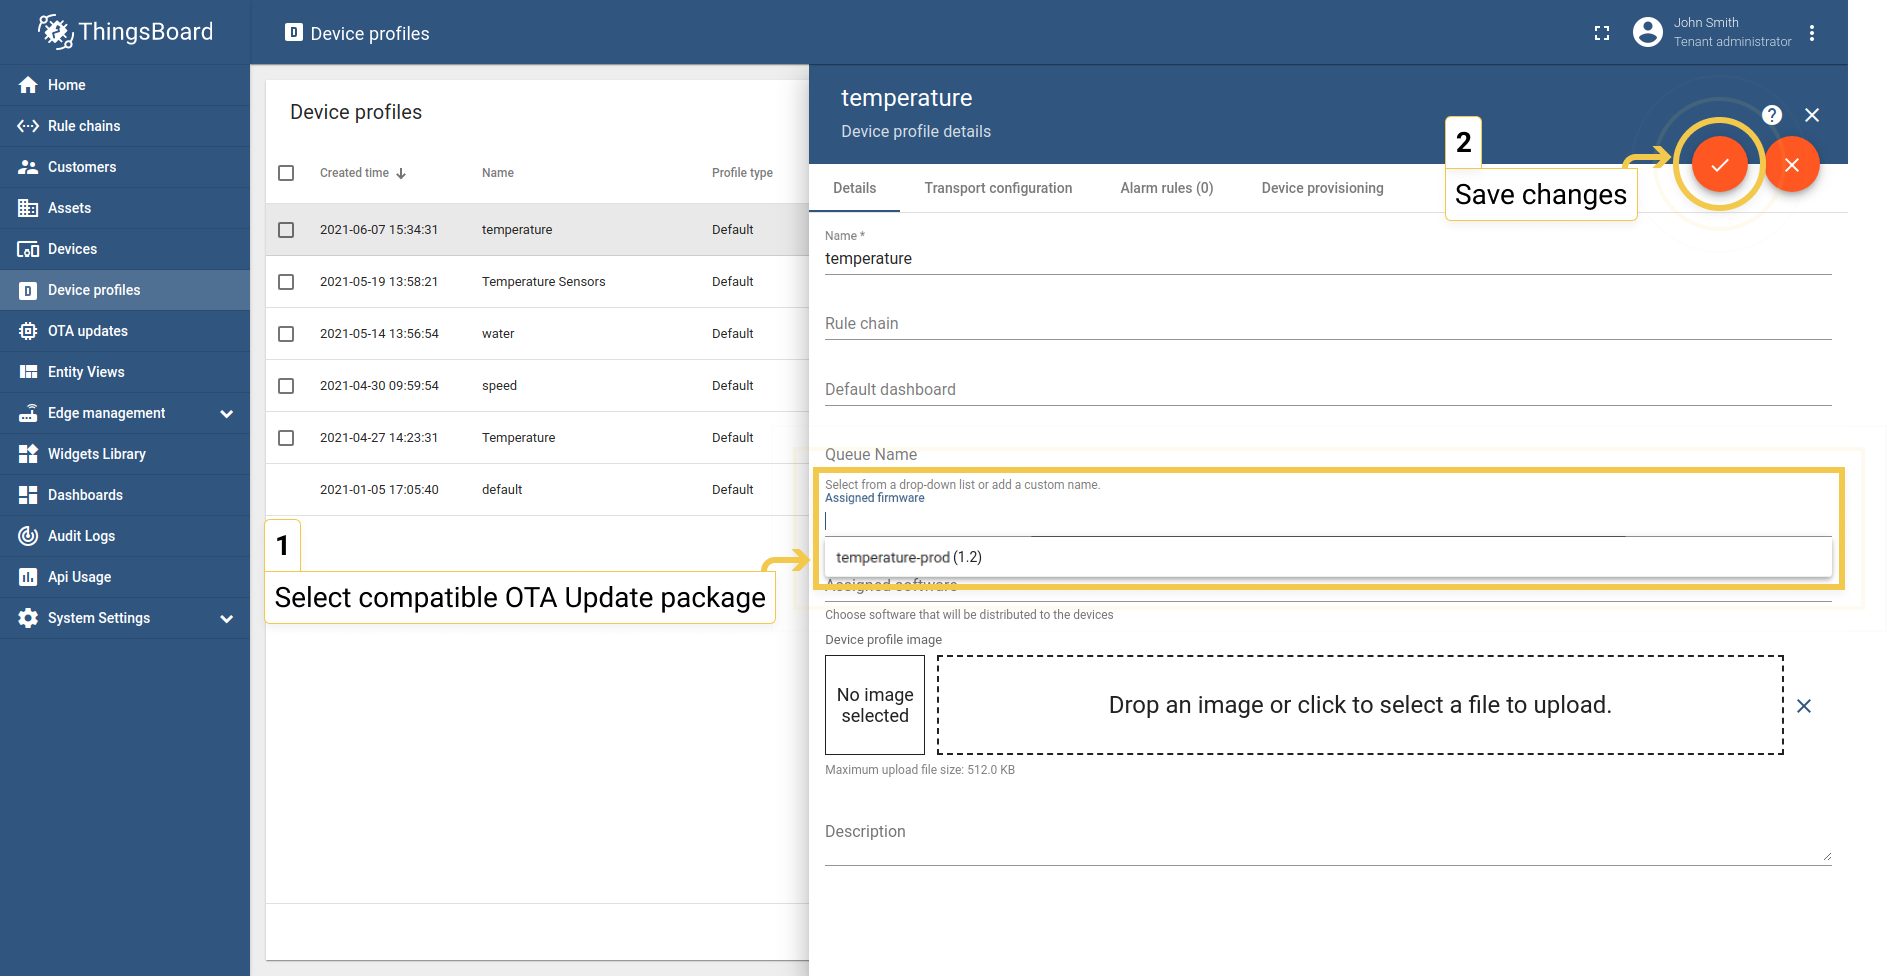 ThingsBoard
Device profiles
John Smith
Tenant administrator
Home
Rule chains
Customers
Assets
Devices
Device profiles
OTA updates
Entity Views
Edge management
Widgets Library
Dashboards
Audit Logs
Api Usage
System Settings
Device profiles
Created time Name Profile type
2021-06-07 15:34:31 temperature Default
2021-05-19 13:58:21 Temperature Sensors Default
2021-05-14 13:56:54 water Default
2021-04-30 09:59:54 speed Default
2021-04-27 14:23:31 Temperature Default
2021-01-05 17:05:40 default Default
1
Select compatible OTA Update package
temperature
Device profile details
2
Save changes
Details Transport configuration Alarm rules (0) Device provisioning
Name *
temperature
Rule chain
Default dashboard
Queue Name
Select from a drop-down list or add a custom name.
Assigned firmware
temperature-prod (1.2)
Assigned software
Choose software that will be distributed to the devices
Device profile image
No image
selected
Drop an image or click to select a file to upload.
Maximum upload file size: 512.0 KB
Description